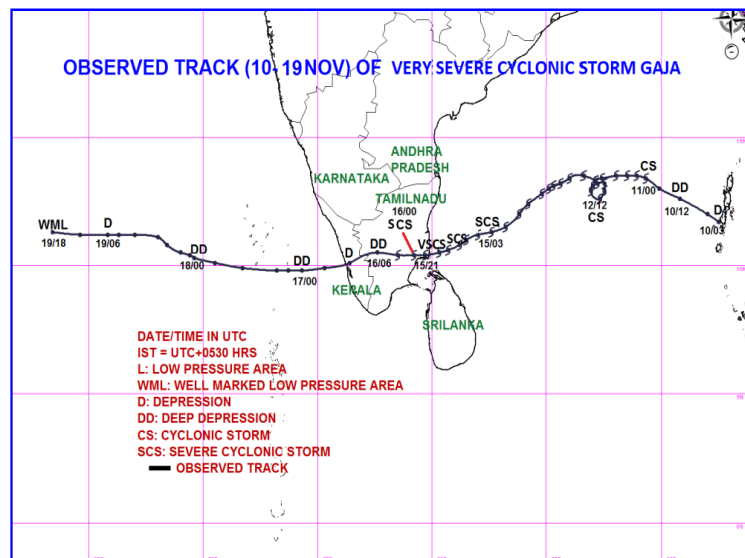 OBSERVED TRACK (10-19 NOV) OF VERY SEVERE CYCLONIC STORM GAJA
15N
ANDHRA
PRADESH
KARNATAKA
TAMILNADU
16/00
SCS
CS
11/00
DD
10/12
D
10/03
12/12
CS
WML
19/18
D
19/06
DD
18/00
DD
17/00
D
DD
16/06
VSCS
15/21
SCS
SCS
15/03
10N
KERALA
SRILANKA
DATE/TIME IN UTC
IST = UTC+0530 HRS
L: LOW PRESSURE AREA
WML: WELL MARKED LOW PRESSURE AREA
D: DEPRESSION
DD: DEEP DEPRESSION
CS: CYCLONIC STORM
SCS: SEVERE CYCLONIC STORM
OBSERVED TRACK